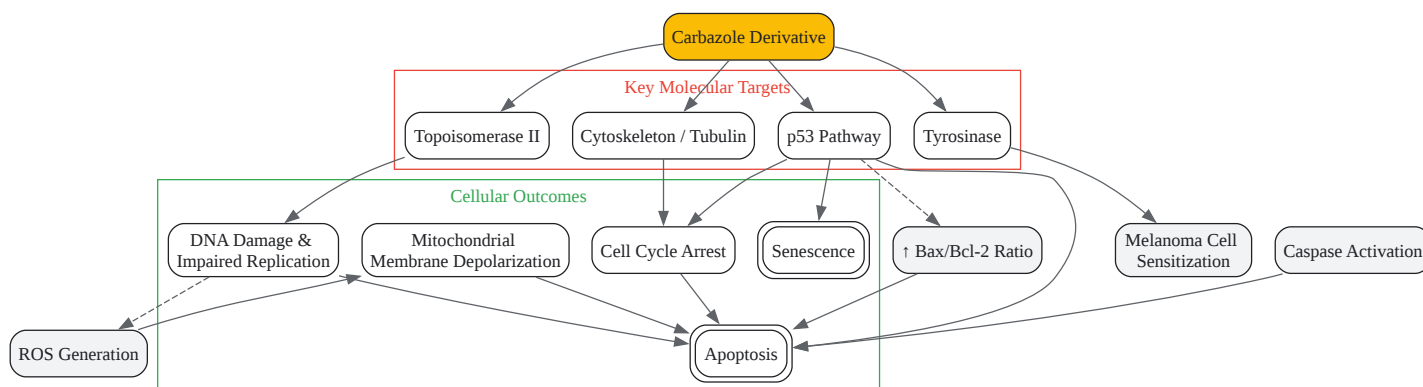 Carbazole Derivative
Key Molecular Targets
Topoisomerase II
Cytoskeleton / Tubulin
p53 Pathway
Tyrosinase
Cellular Outcomes
DNA Damage &
Impaired Replication
Mitochondrial
Membrane Depolarization
Cell Cycle Arrest
Senescence
↑ Bax/Bcl-2 Ratio
Melanoma Cell
Sensitization
Caspase Activation
ROS Generation
Apoptosis